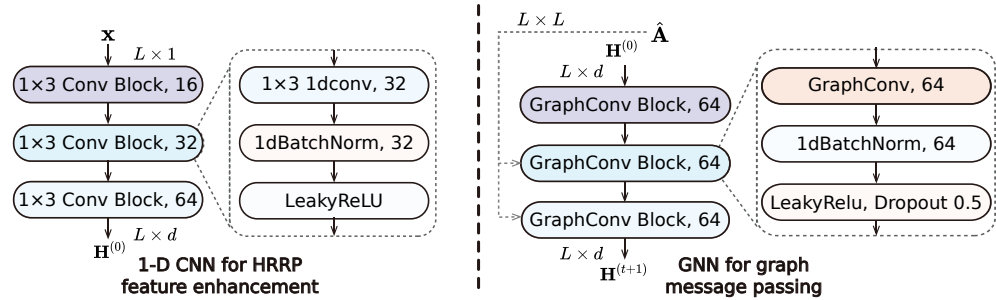 x
L × 1
1×3 Conv Block, 16
1×3 Conv Block, 32
1×3 Conv Block, 64
H(0)
L × d
1×3 1dconv, 32
1dBatchNorm, 32
LeakyReLU
1-D CNN for HRRP
feature enhancement
L × L
Â
H(0)
L × d
GraphConv Block, 64
GraphConv Block, 64
GraphConv Block, 64
L × d
H(t+1)
GraphConv, 64
1dBatchNorm, 64
LeakyRelu, Dropout 0.5
GNN for graph
message passing